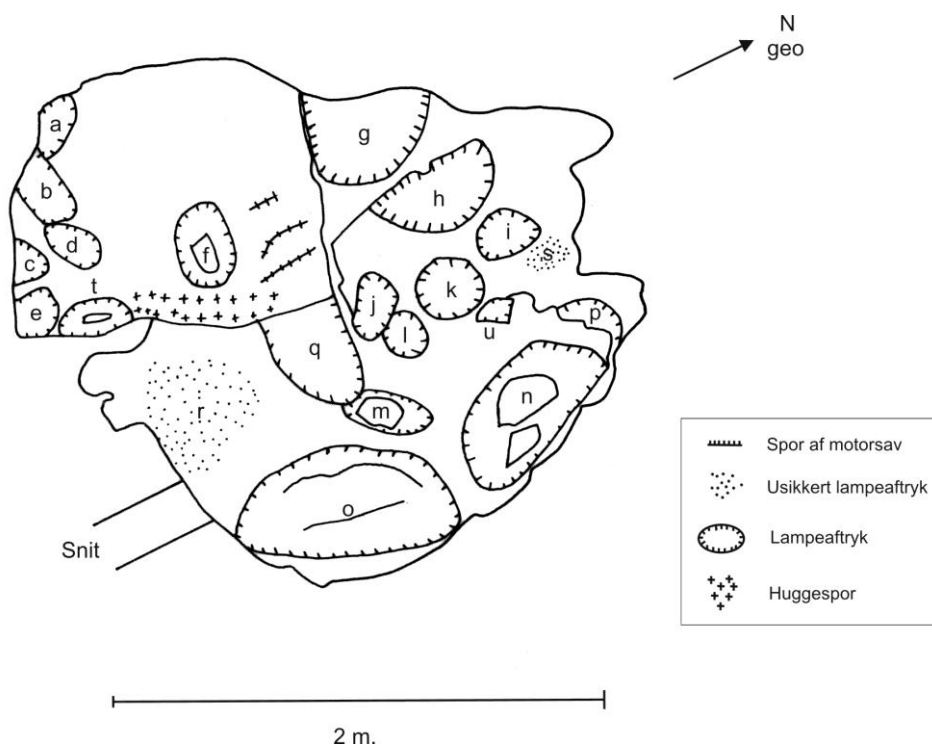 N
geo
a
g
b
h
d
i
f
s
c
k
t
e
j
u
p
l
q
n
r
m
o
Snit
Spor af motorsav
Usikkert lampeaftryk
Lampeaftryk
Huggespor
2 m.